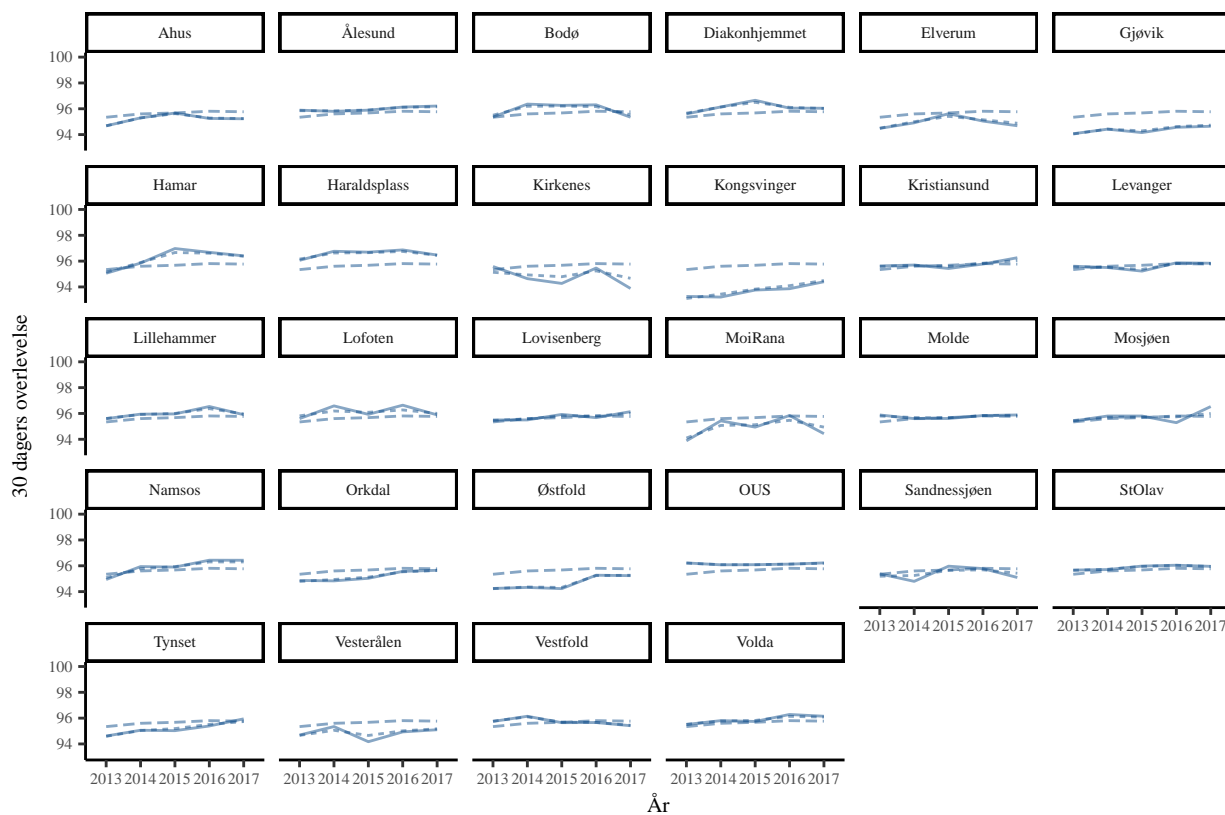 Ahus Ålesund Bodø Diakonhjemmet Elverum Gjøvik
100
98
96
94
Hamar Haraldsplass Kirkenes Kongsvinger Kristiansund Levanger
100
98
96
94
Lillehammer Lofoten Lovisenberg MoiRana Molde Mosjøen
100
98
96
94
30 dagers overlevelse
Namsos Orkdal Østfold OUS Sandnessjøen StOlav
100
98
96
94
2013 2014 2015 2016 2017 2013 2014 2015 2016 2017
Tynset Vesterålen Vestfold Volda
100
98
96
94
2013 2014 2015 2016 2017 2013 2014 2015 2016 2017 2013 2014 2015 2016 2017 2013 2014 2015 2016 2017
År